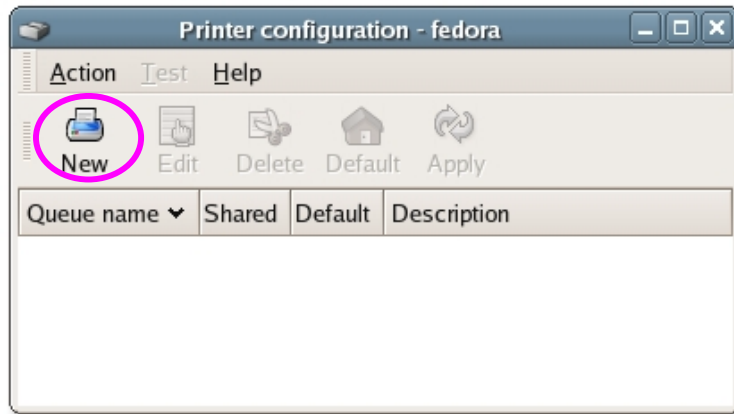 Printer configuration - fedora
Action Test Help
New Edit Delete Default Apply
Queue name Shared Default Description